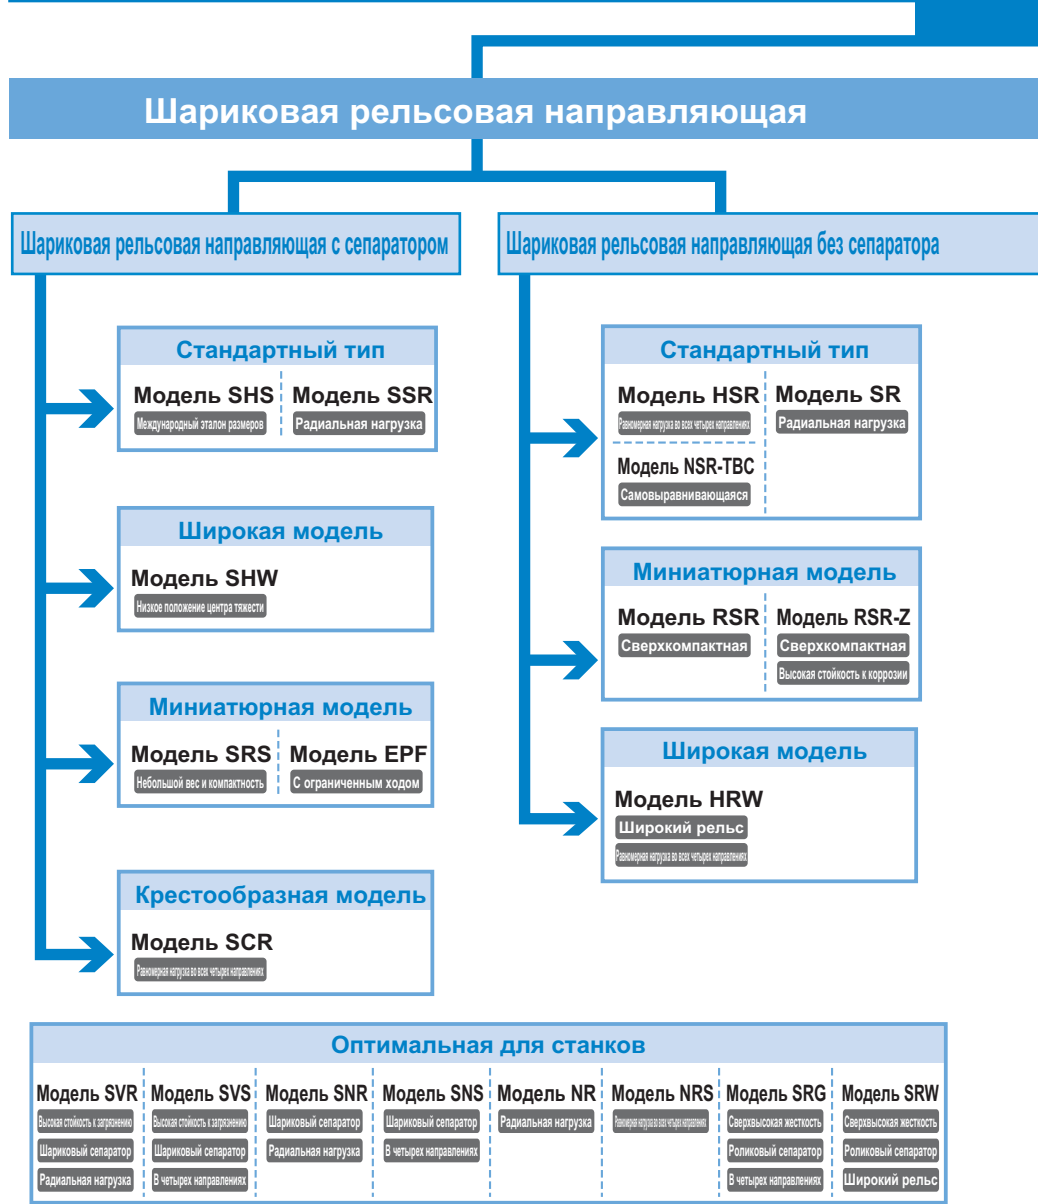 Шариковая рельсовая направляющая
Шариковая рельсовая направляющая с сепаратором
Стандартный тип
Модель SHS
Международный эталон размеров
Модель SSR
Радиальная нагрузка
Широкая модель
Модель SHW
Низкое положение центра тяжести
Миниатюрная модель
Модель SRS
Небольшой вес и компактность
Модель EPF
С ограниченным ходом
Крестообразная модель
Модель SCR
Равномерная нагрузка во всех четырех направлениях
Шариковая рельсовая направляющая без сепаратора
Стандартный тип
Модель HSR
Равномерная нагрузка во всех четырех направлениях
Модель NSR-TBC
Самовыравнивающаяся
Модель SR
Радиальная нагрузка
Миниатюрная модель
Модель RSR
Сверхкомпактная
Модель RSR-Z
Сверхкомпактная
Высокая стойкость к коррозии
Широкая модель
Модель HRW
Широкий рельс
Равномерная нагрузка во всех четырех направлениях
Оптимальная для станков
Модель SVR
Высокая стойкость к загрязнению
Шариковый сепаратор
Радиальная нагрузка
Модель SVS
Высокая стойкость к загрязнению
Шариковый сепаратор
В четырех направлениях
Модель SNR
Шариковый сепаратор
Радиальная нагрузка
Модель SNS
Шариковый сепаратор
В четырех направлениях
Модель NR
Радиальная нагрузка
Модель NRS
Равномерная нагрузка во всех четырех направлениях
Модель SRG
Сверхвысокая жесткость
Роликовый сепаратор
В четырех направлениях
Модель SRW
Сверхвысокая жесткость
Роликовый сепаратор
Широкий рельс